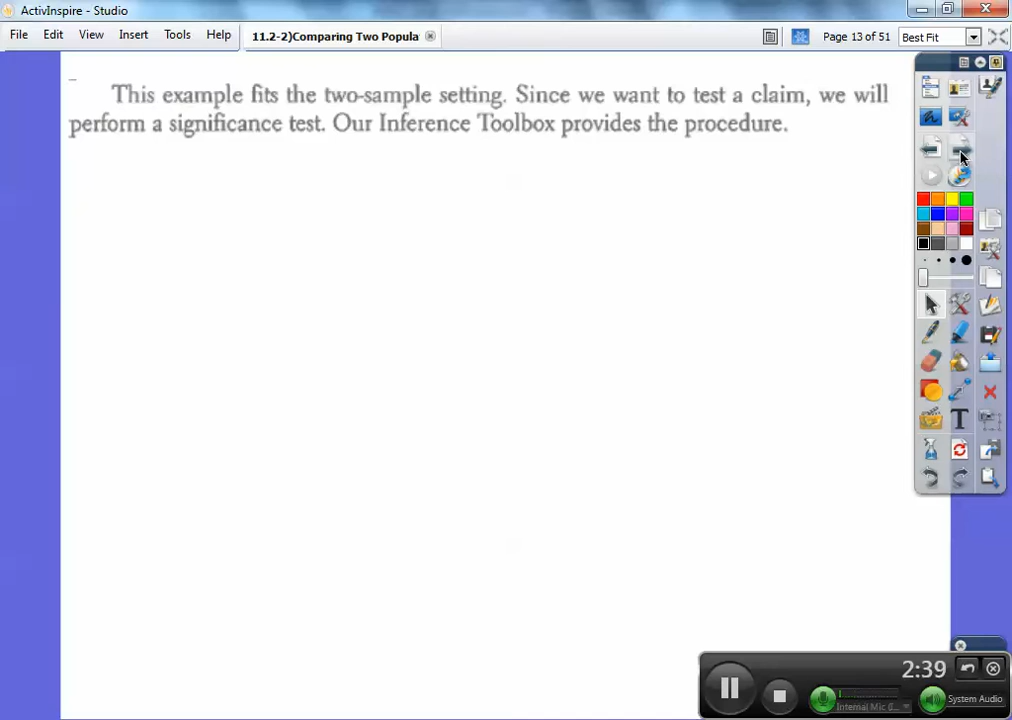 ActivInspire - Studio
File Edit View Insert Tools Help
11.2-2)Comparing Two Popula
Page 13 of 51
Best Fit
This example fits the two-sample setting. Since we want to test a claim, we will
perform a significance test. Our Inference Toolbox provides the procedure.
T
2:39
Internal Mic (I
System Audio